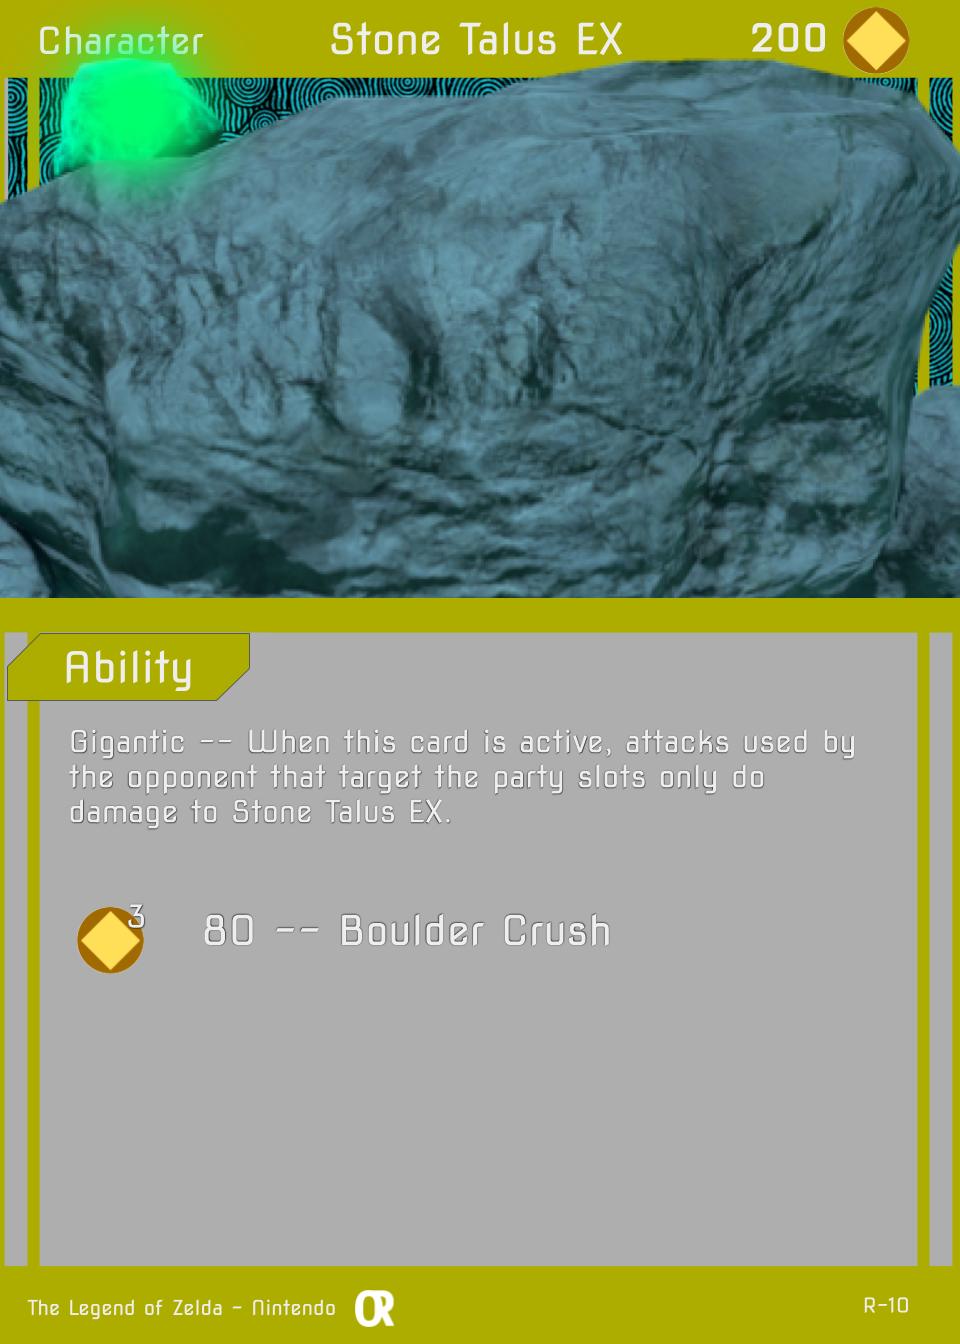 Character
Stone Talus EX
200
Ability
Gigantic -- When this card is active, attacks used by
the opponent that target the party slots only do
damage to Stone Talus EX.
3
80 -- Boulder Crush
The Legend of Zelda - Nintendo
OR
R-10